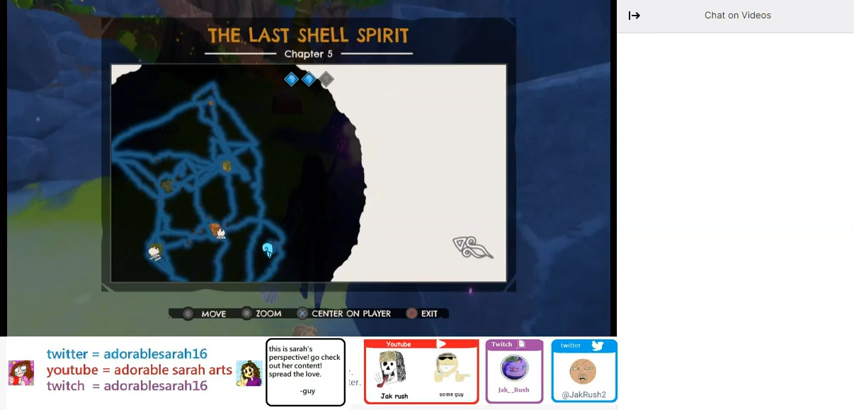 THE LAST SHELL SPIRIT
Chapter 5
MOVE
ZOOM
CENTER ON PLAYER
EXIT
Chat on Videos
twitter = adorablesarah16
youtube = adorable sarah arts
twitch = adorablesarah16
this is sarah's
perspective! go check
out her content!
spread the love.
-guy
Youtube
Jak rush
some guy
Twitch
Jak,_Rush
twitter
@JakRush2